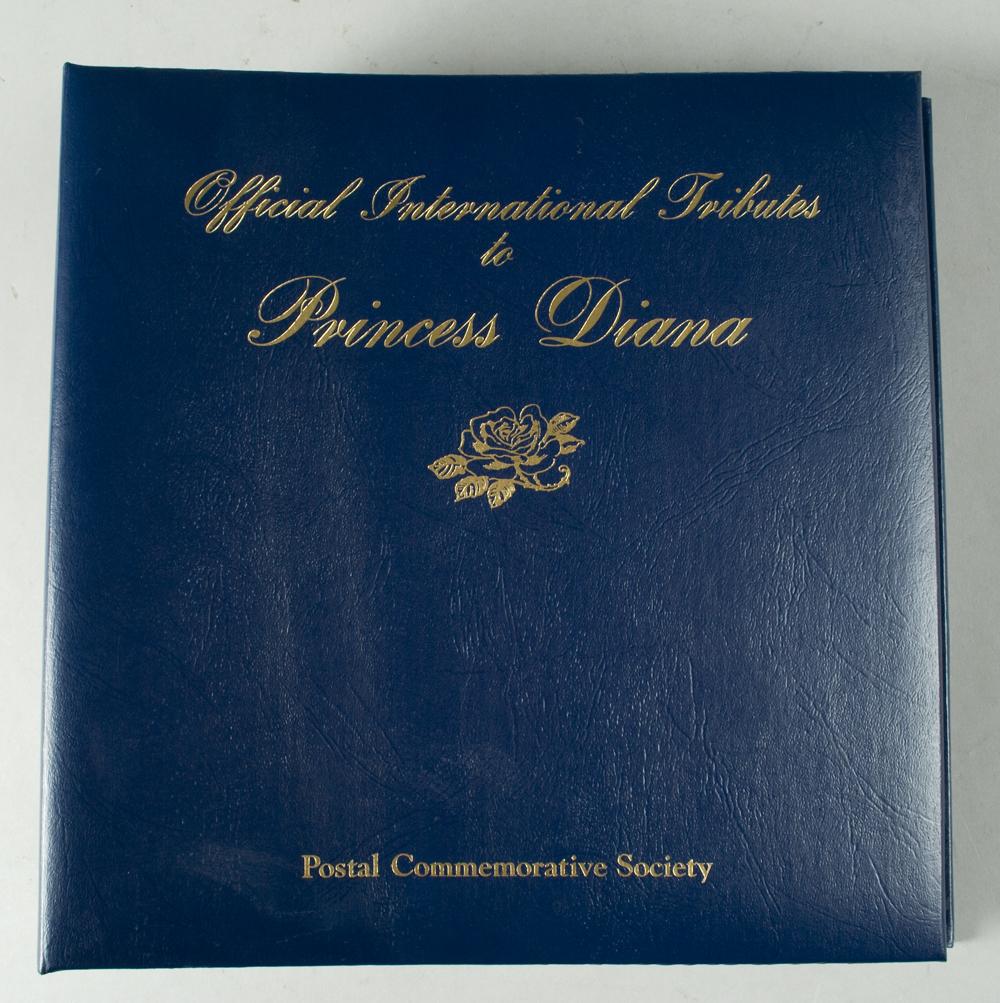 Official International Tributes
to
Princess Diana
Postal Commemorative Society